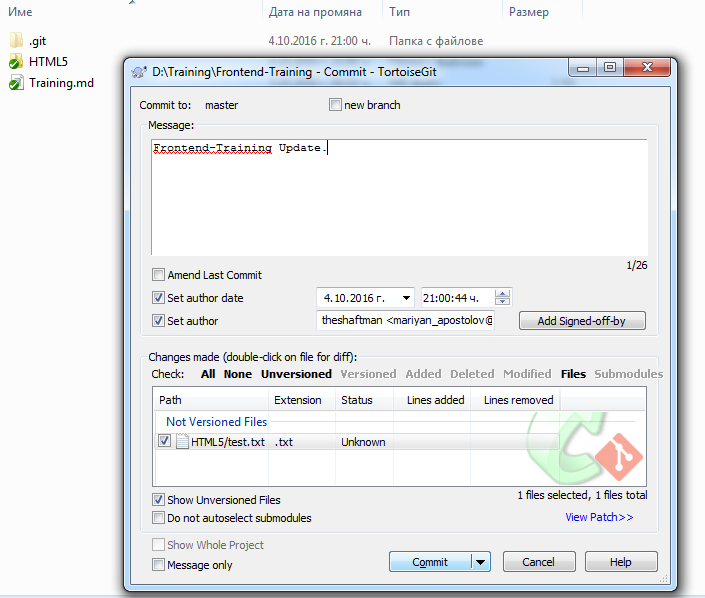 Име Дата на промяна Тип Размер
.git 4.10.2016 г. 21:00 ч. Папка с файлове
HTML5
Training.md
D:\Training\Frontend-Training - Commit - TortoiseGit
Commit to: master new branch
Message:
Frontend-Training Update.
1/26
Amend Last Commit
Set author date 4.10.2016 г. 21:00:44 ч.
Set author theshaftman <mariyan_apostolov@ Add Signed-off-by
Changes made (double-click on file for diff):
Check: All None Unversioned Versioned Added Deleted Modified Files Submodules
Path Extension Status Lines added Lines removed
Not Versioned Files
HTML5/test.txt .txt Unknown
Show Unversioned Files 1 files selected, 1 files total
Do not autoselect submodules View Patch>>
Show Whole Project
Message only Commit Cancel Help